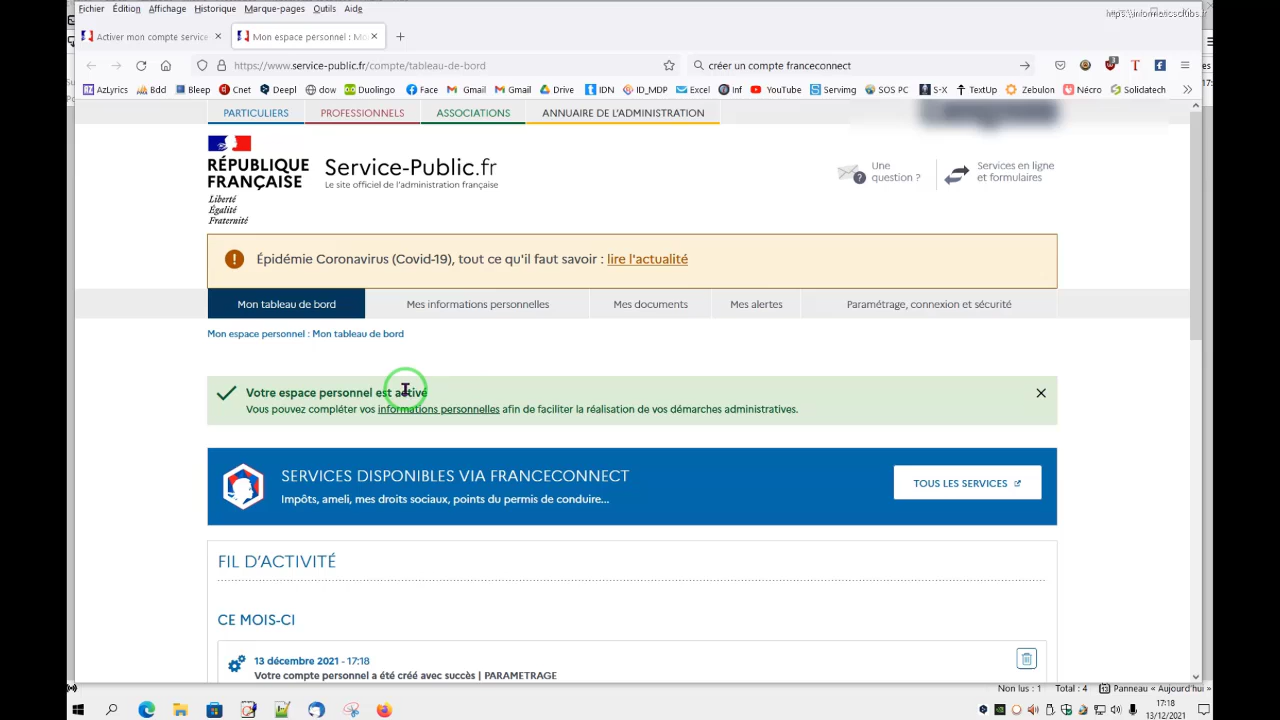 Fichier Édition Affichage Historique Marque-pages Outils Aide
Activer mon compte service × Mon espace personnel : Mo × +
https://www.service-public.fr/compte/tableau-de-bord créer un compte franceconnect
AzLyrics Bdd Bleep Cnet Deepl dow Duolingo Face Gmail Gmail Drive IDN ID_MDP Excel Inf YouTube Serving SOS PC S-X TextUp Zebulon Nécro Solidatech »
PARTICULIERS PROFESSIONNELS ASSOCIATIONS ANNUAIRE DE L'ADMINISTRATION
RÉPUBLIQUE
FRANÇAISE
Liberté
Égalité
Fraternité
Service-Public.fr
Le site officiel de l'administration française
Une
question ?
Services en ligne
et formulaires
Épidémie Coronavirus (Covid-19), tout ce qu'il faut savoir : lire l'actualité
Mon tableau de bord Mes informations personnelles Mes documents Mes alertes Paramétrage, connexion et sécurité
Mon espace personnel : Mon tableau de bord
Votre espace personnel est activé
Vous pouvez compléter vos informations personnelles afin de faciliter la réalisation de vos démarches administratives.
SERVICES DISPONIBLES VIA FRANCECONNECT
Impôts, ameli, mes droits sociaux, points du permis de conduire...
TOUS LES SERVICES
FIL D'ACTIVITÉ
CE MOIS-CI
13 décembre 2021 - 17:18
Votre compte personnel a été créé avec succès | PARAMETRAGE
Non lus : 1 Total : 4 Panneau « Aujourd'hui »
17:18
13/12/2021